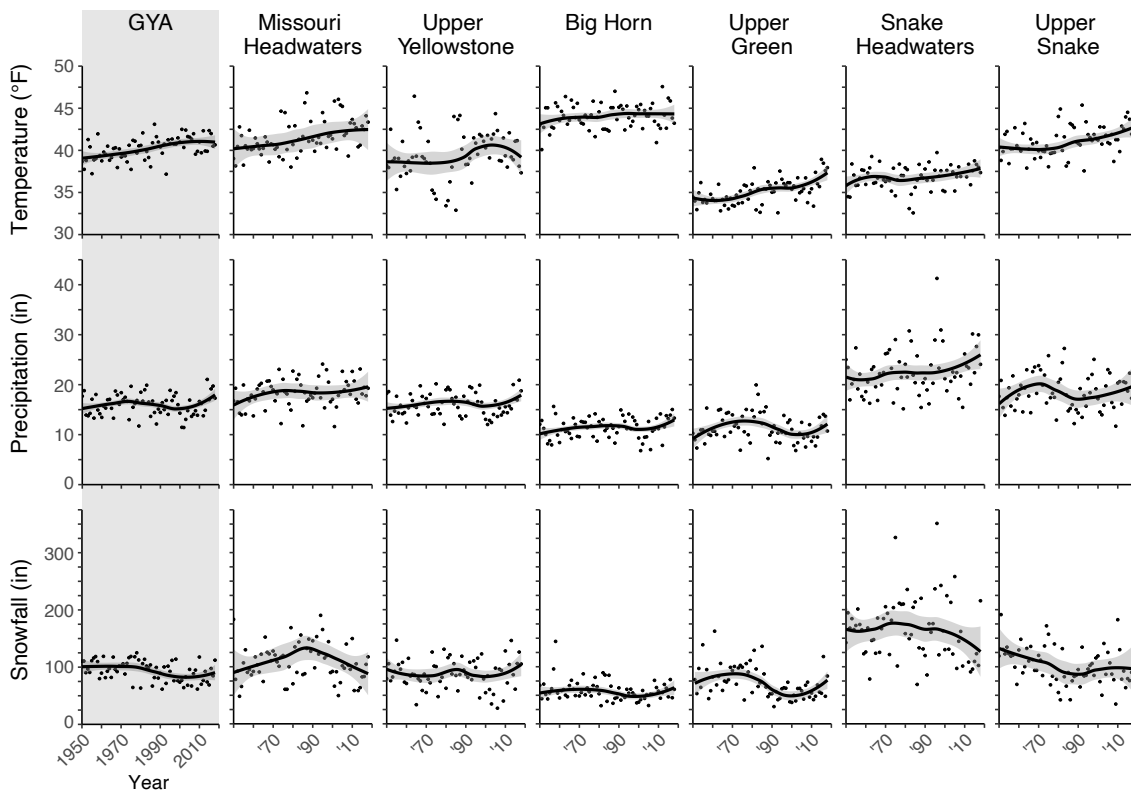 GYA
Missouri
Headwaters
Upper
Yellowstone
Big Horn
Upper
Green
Snake
Headwaters
Upper
Snake
Temperature (°F)
50
45
40
35
30
Precipitation (in)
40
30
20
10
0
Snowfall (in)
300
200
100
0
1950
1970
1990
2010
Year
'70
'90
'10
'70
'90
'10
'70
'90
'10
'70
'90
'10
'70
'90
'10
'70
'90
'10